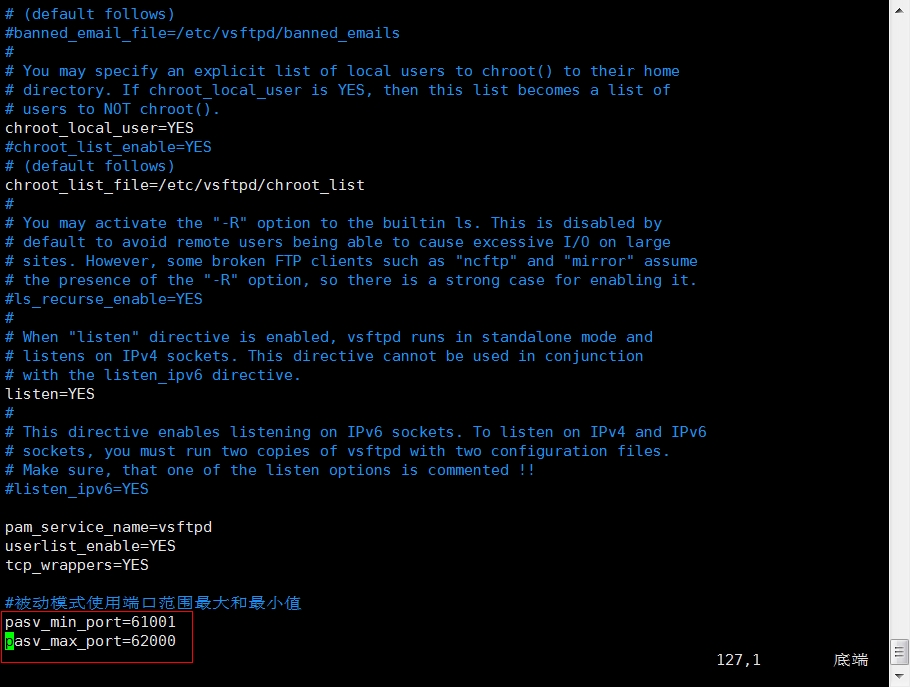 # (default follows)
#banned_email_file=/etc/vsftpd/banned_emails
#
# You may specify an explicit list of local users to chroot() to their home
# directory. If chroot_local_user is YES, then this list becomes a list of
# users to NOT chroot().
chroot_local_user=YES
#chroot_list_enable=YES
# (default follows)
chroot_list_file=/etc/vsftpd/chroot_list
#
# You may activate the "-R" option to the builtin ls. This is disabled by
# default to avoid remote users being able to cause excessive I/O on large
# sites. However, some broken FTP clients such as "ncftp" and "mirror" assume
# the presence of the "-R" option, so there is a strong case for enabling it.
#ls_recurse_enable=YES
#
# When "listen" directive is enabled, vsftpd runs in standalone mode and
# listens on IPv4 sockets. This directive cannot be used in conjunction
# with the listen_ipv6 directive.
listen=YES
#
# This directive enables listening on IPv6 sockets. To listen on IPv4 and IPv6
# sockets, you must run two copies of vsftpd with two configuration files.
# Make sure, that one of the listen options is commented !!
#listen_ipv6=YES

pam_service_name=vsftpd
userlist_enable=YES
tcp_wrappers=YES

#被动模式使用端口范围最大和最小值
pasv_min_port=61001
pasv_max_port=62000
127,1 底端